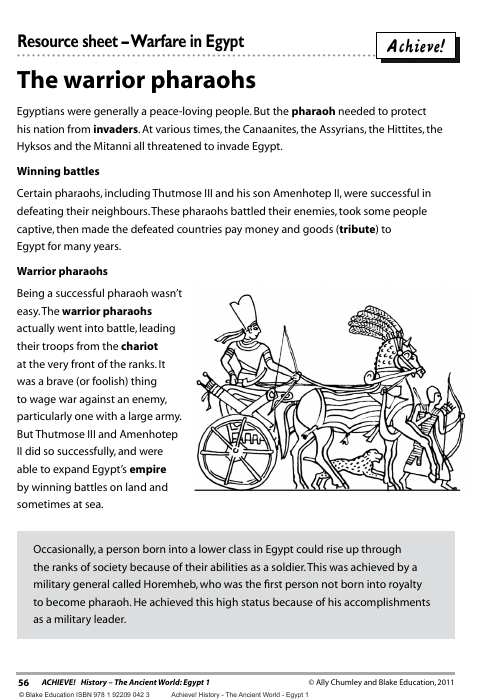 Resource sheet – Warfare in Egypt
Achieve!
The warrior pharaohs
Egyptians were generally a peace-loving people. But the pharaoh needed to protect
his nation from invaders. At various times, the Canaanites, the Assyrians, the Hittites, the
Hyksos and the Mitanni all threatened to invade Egypt.
Winning battles
Certain pharaohs, including Thutmose III and his son Amenhotep II, were successful in
defeating their neighbours. These pharaohs battled their enemies, took some people
captive, then made the defeated countries pay money and goods (tribute) to
Egypt for many years.
Warrior pharaohs
Being a successful pharaoh wasn't
easy. The warrior pharaohs
actually went into battle, leading
their troops from the chariot
at the very front of the ranks. It
was a brave (or foolish) thing
to wage war against an enemy,
particularly one with a large army.
But Thutmose III and Amenhotep
II did so successfully, and were
able to expand Egypt's empire
by winning battles on land and
sometimes at sea.
Occasionally, a person born into a lower class in Egypt could rise up through
the ranks of society because of their abilities as a soldier. This was achieved by a
military general called Horemheb, who was the first person not born into royalty
to become pharaoh. He achieved this high status because of his accomplishments
as a military leader.
56 ACHIEVE! History – The Ancient World: Egypt 1 © Ally Chumley and Blake Education, 2011
© Blake Education ISBN 978 1 92209 042 3 Achieve! History - The Ancient World - Egypt 1